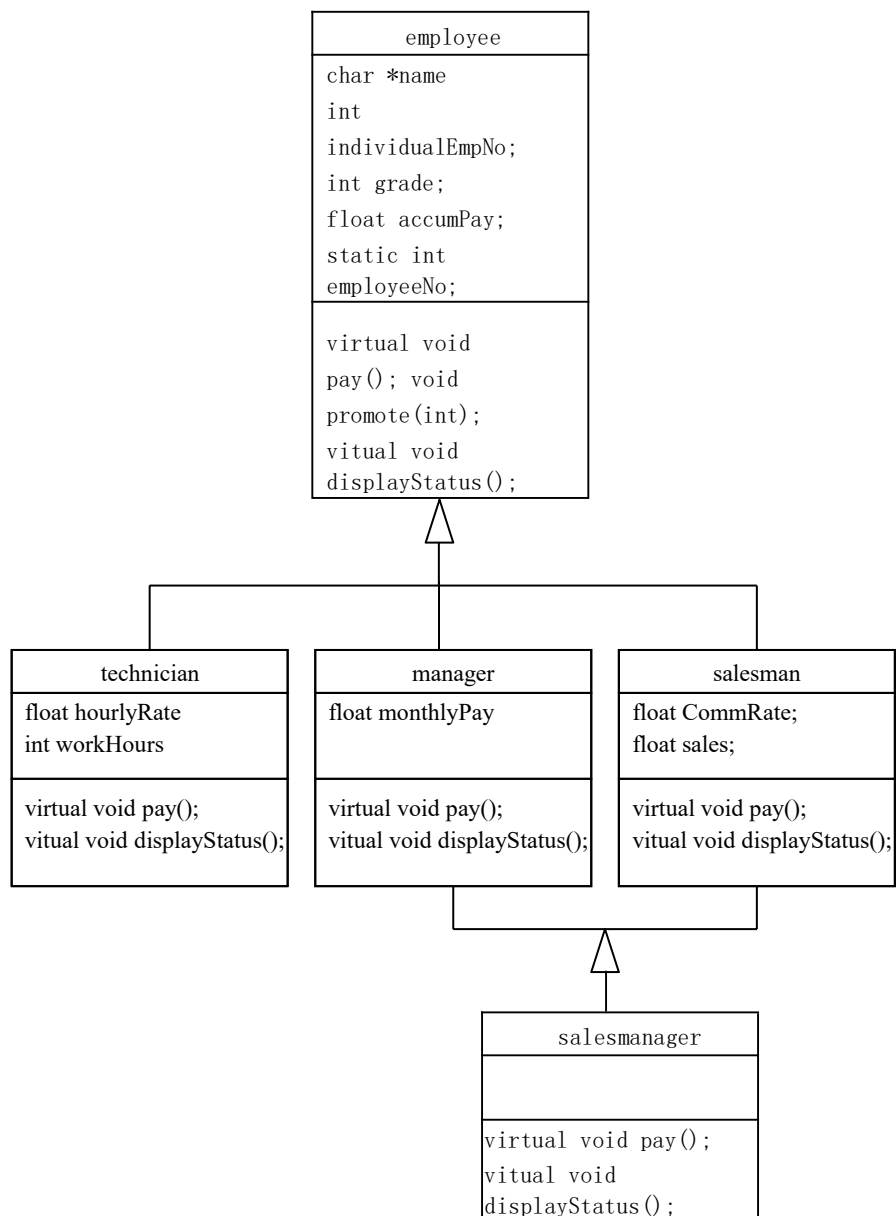 employee
char *name
int
individualEmpNo;
int grade;
float accumPay;
static int
employeeNo;
virtual void
pay(); void
promote(int);
vitual void
displayStatus();
technician
float hourlyRate
int workHours
virtual void pay();
vitual void displayStatus();
manager
float monthlyPay
virtual void pay();
vitual void displayStatus();
salesman
float CommRate;
float sales;
virtual void pay();
vitual void displayStatus();
salesmanager
virtual void pay();
vitual void
displayStatus();